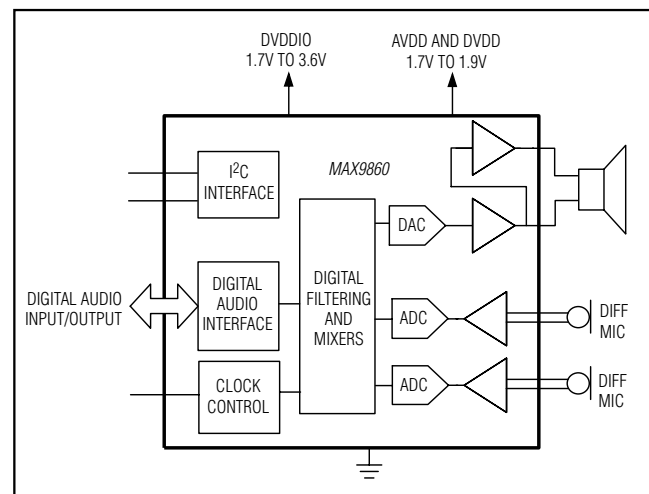 DVDDIO
1.7V TO 3.6V
AVDD AND DVDD
1.7V TO 1.9V
I²C
INTERFACE
MAX9860
DAC
DIGITAL AUDIO
INPUT/OUTPUT
DIGITAL
AUDIO
INTERFACE
DIGITAL
FILTERING
AND
MIXERS
ADC
DIFF
MIC
CLOCK
CONTROL
ADC
DIFF
MIC